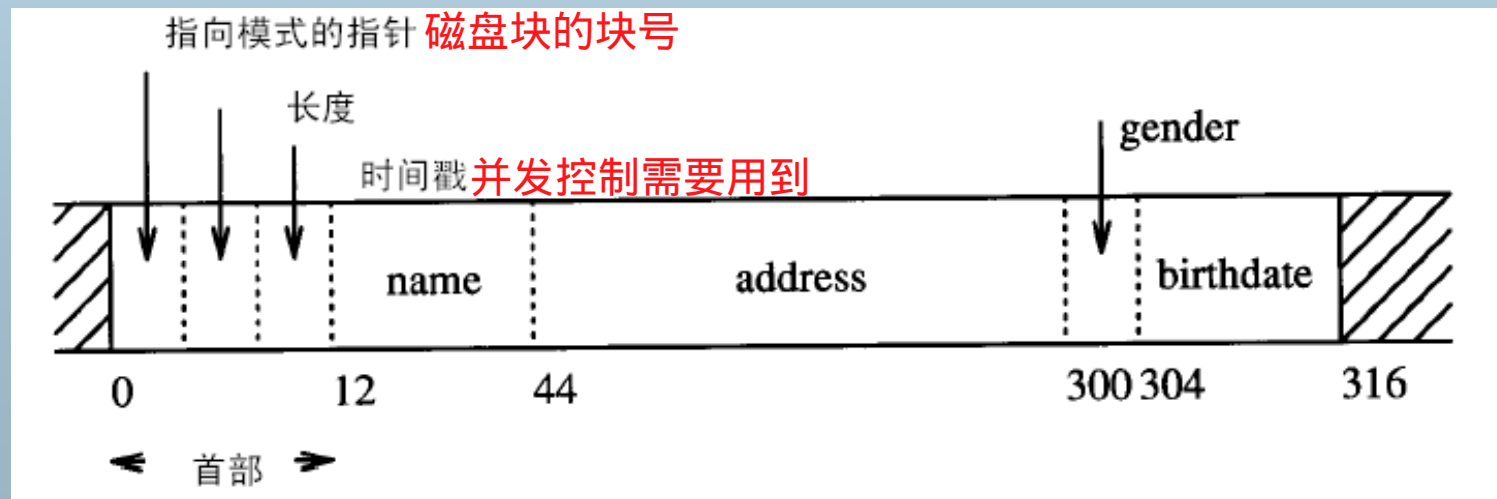 指向模式的指针 磁盘块的块号
长度
gender
时间戳 并发控制需要用到
name address birthdate
0 12 44 300 304 316
首部